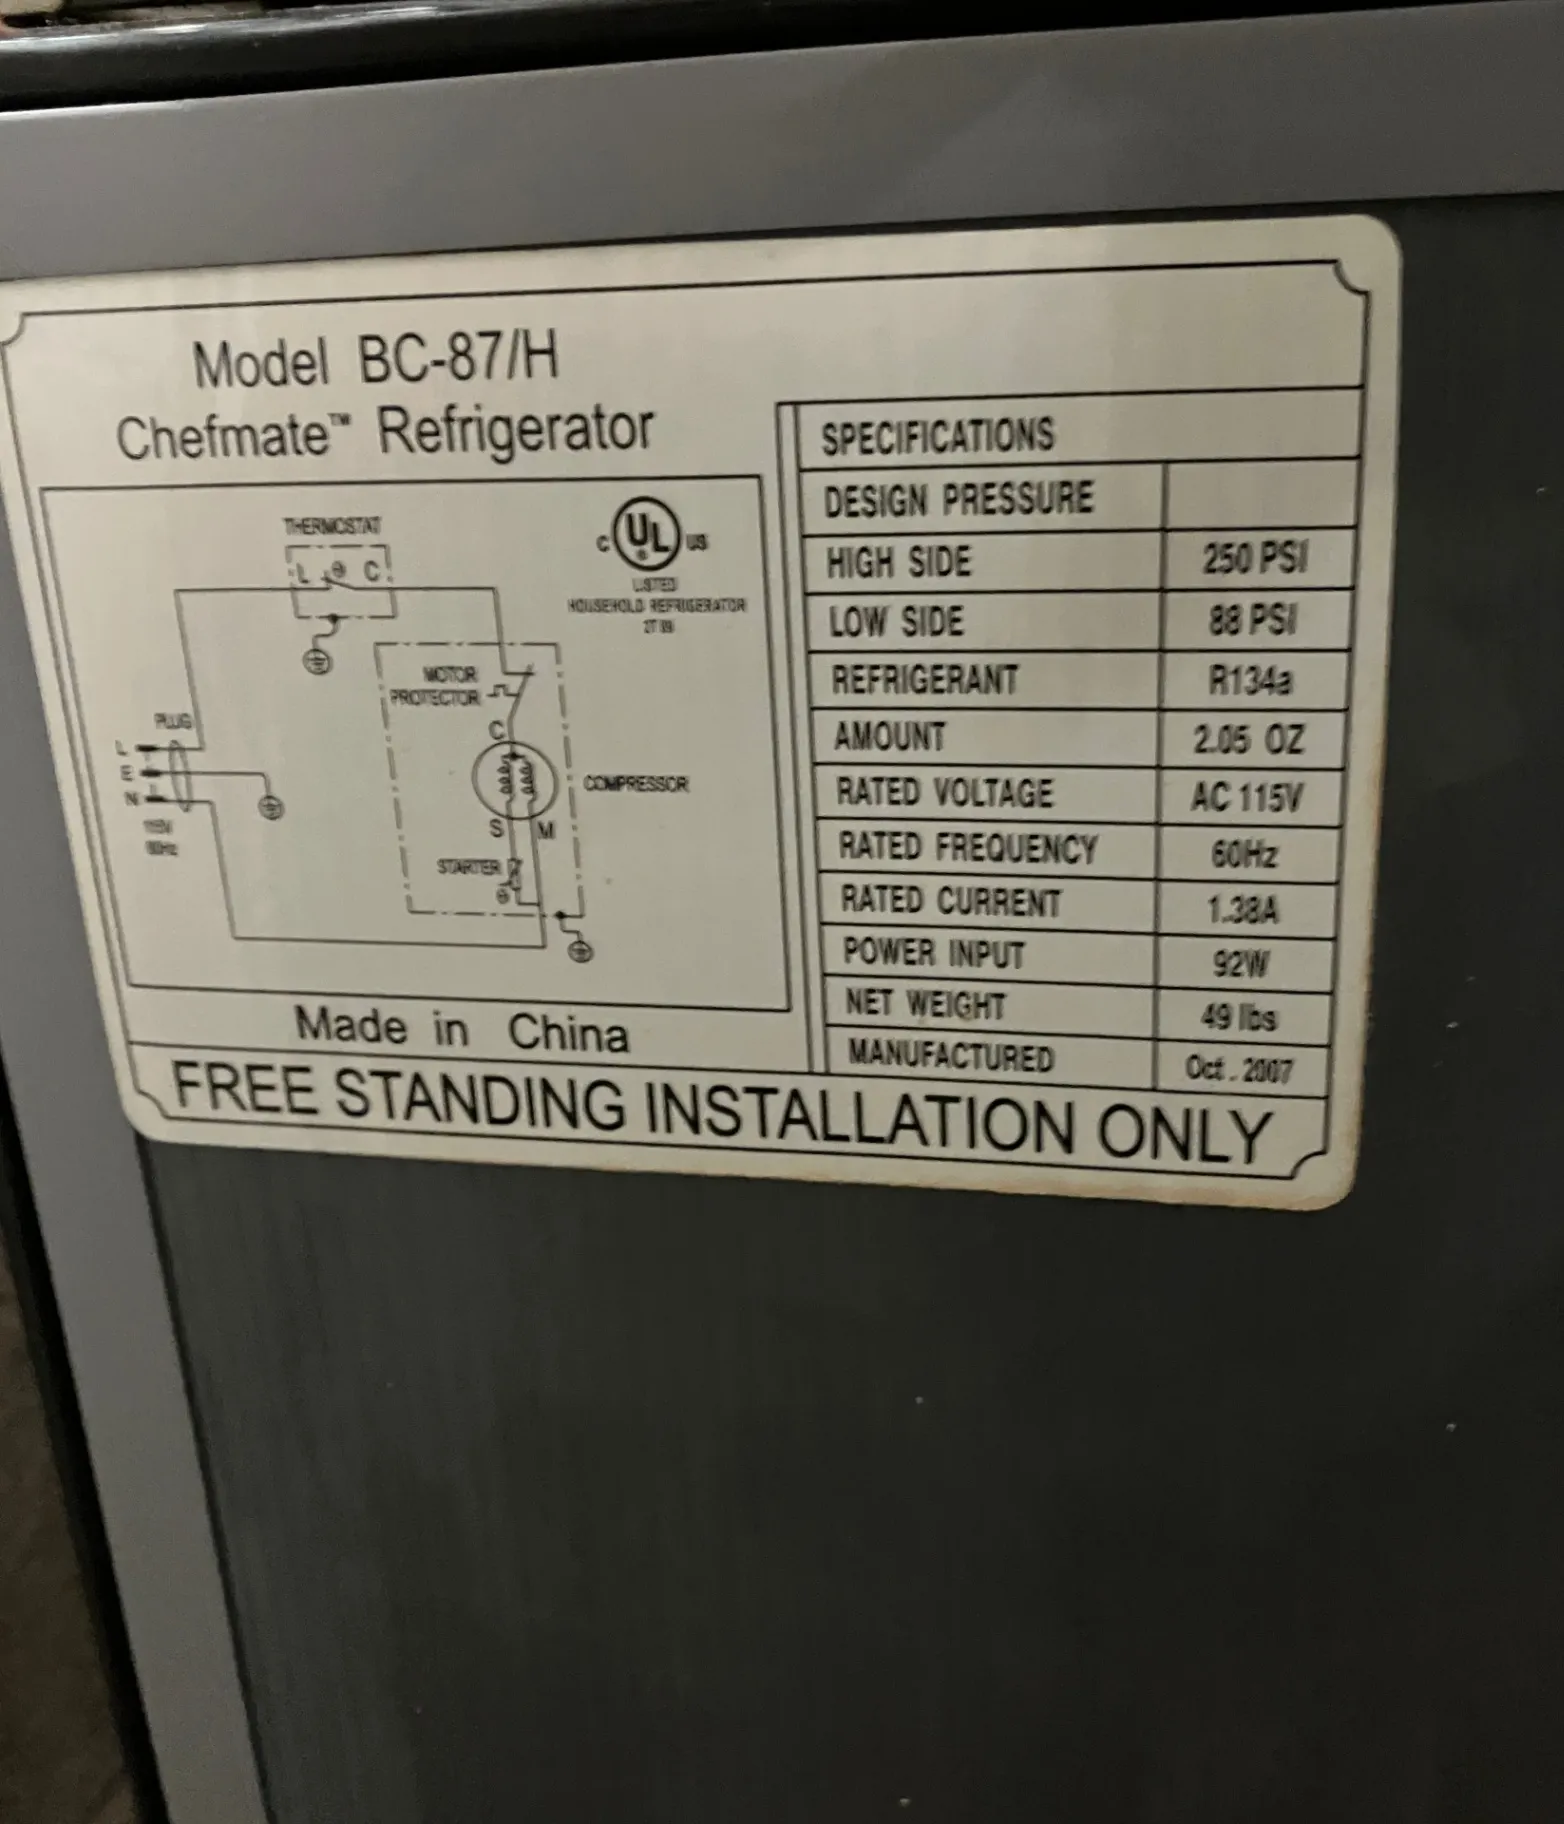 Model BC-87/H
Chefmate™ Refrigerator
THERMOSTAT
L C
C UL® US
LISTED
HOUSEHOLD REFRIGERATOR
MOTOR
PROTECTOR
C
PLUG
L
E
N
115V
60Hz
COMPRESSOR
S M
STARTER
Made in China
SPECIFICATIONS
DESIGN PRESSURE
HIGH SIDE 250 PSI
LOW SIDE 88 PSI
REFRIGERANT R134a
AMOUNT 2.05 OZ
RATED VOLTAGE AC 115V
RATED FREQUENCY 60Hz
RATED CURRENT 1.38A
POWER INPUT 92W
NET WEIGHT 49 lbs
MANUFACTURED Oct . 2007
FREE STANDING INSTALLATION ONLY